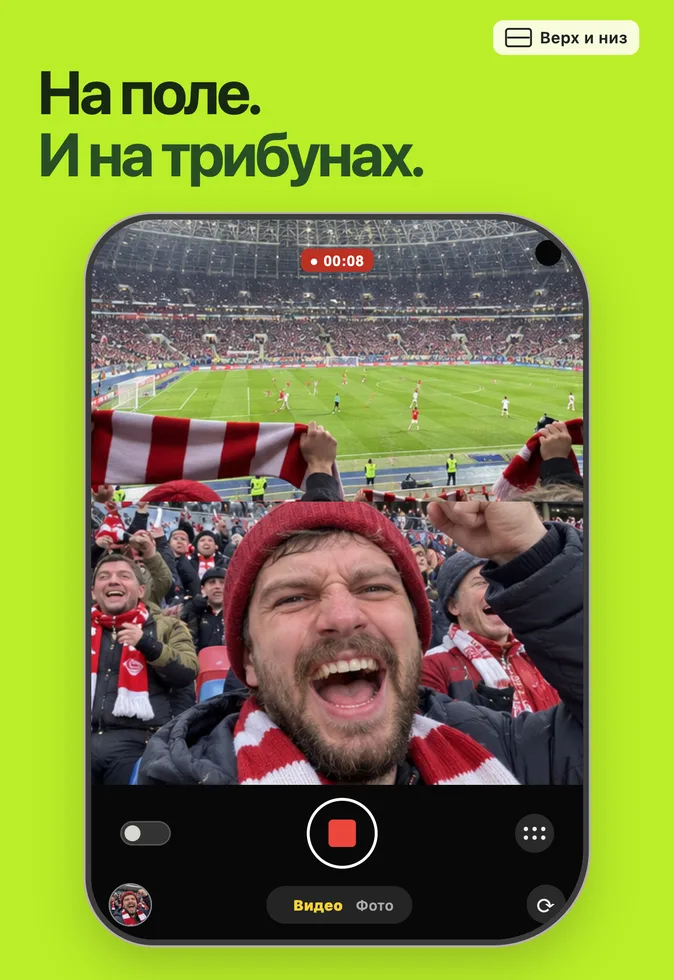 Верх и низ
На поле.
И на трибунах.
00:08
Видео Фото